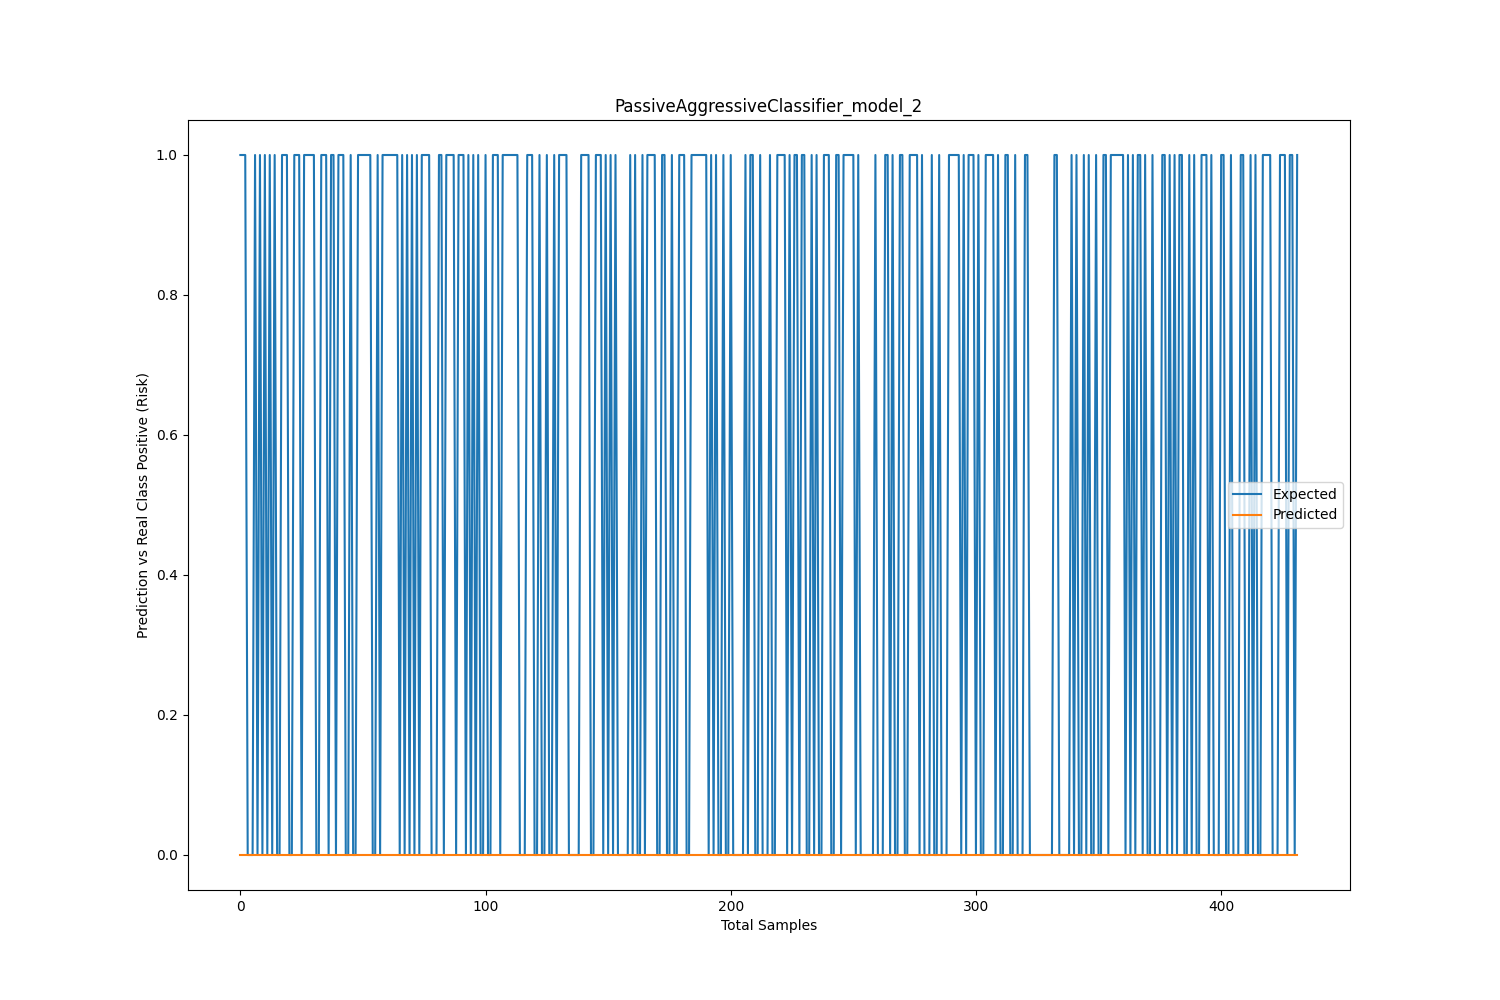 PassiveAggressiveClassifier_model_2
1.0
0.8
0.6
0.4
0.2
0.0
Prediction vs Real Class Positive (Risk)
Expected
Predicted
0
100
200
300
400
Total Samples